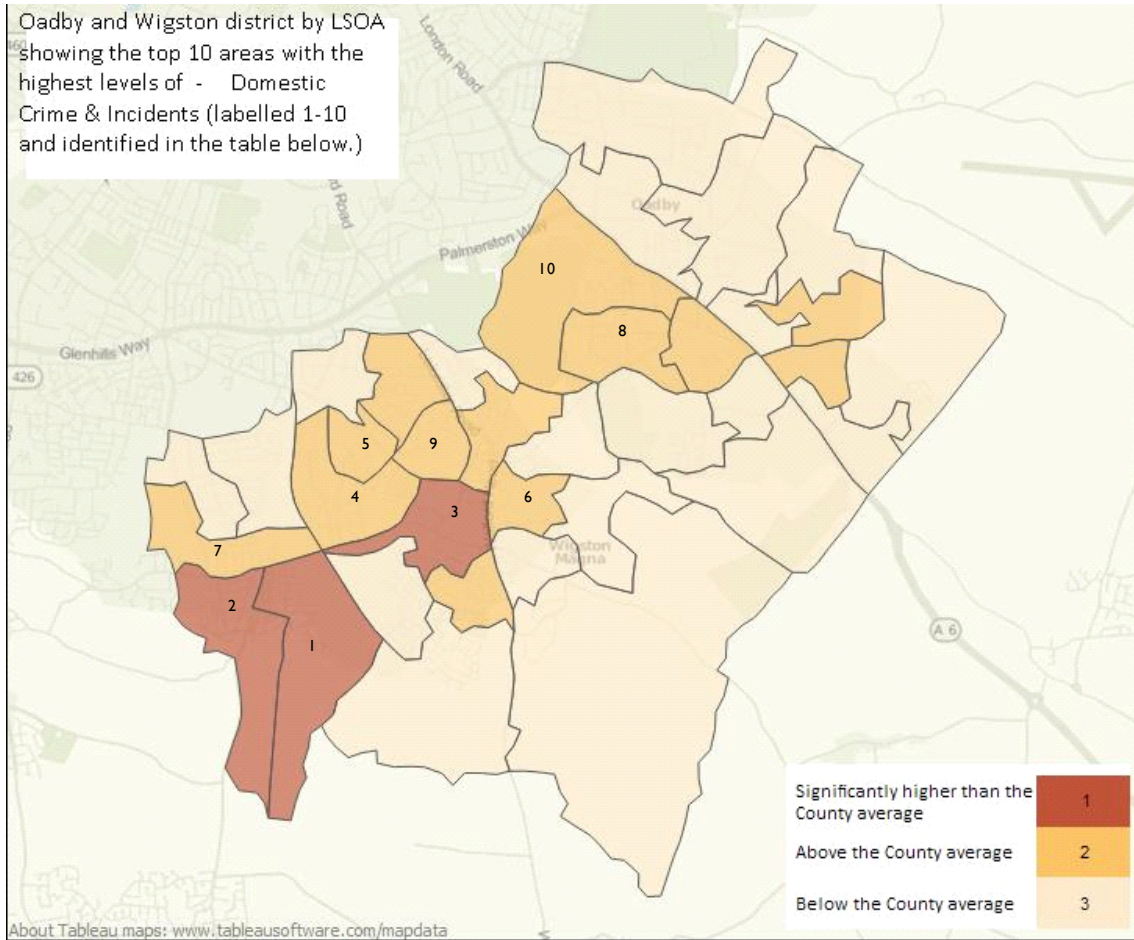 Oadby and Wigston district by LSOA
showing the top 10 areas with the
highest levels of - Domestic
Crime & Incidents (labelled 1-10
and identified in the table below.)
London Road
Road
Palmerston Way
Oadby
10
8
Glenhills Way
426
5
9
4
3
6
Wigston
Magna
7
2
1
A 6
Significantly higher than the
County average
1
Above the County average
2
Below the County average
3
About Tableau maps: www.tableausoftware.com/mapdata